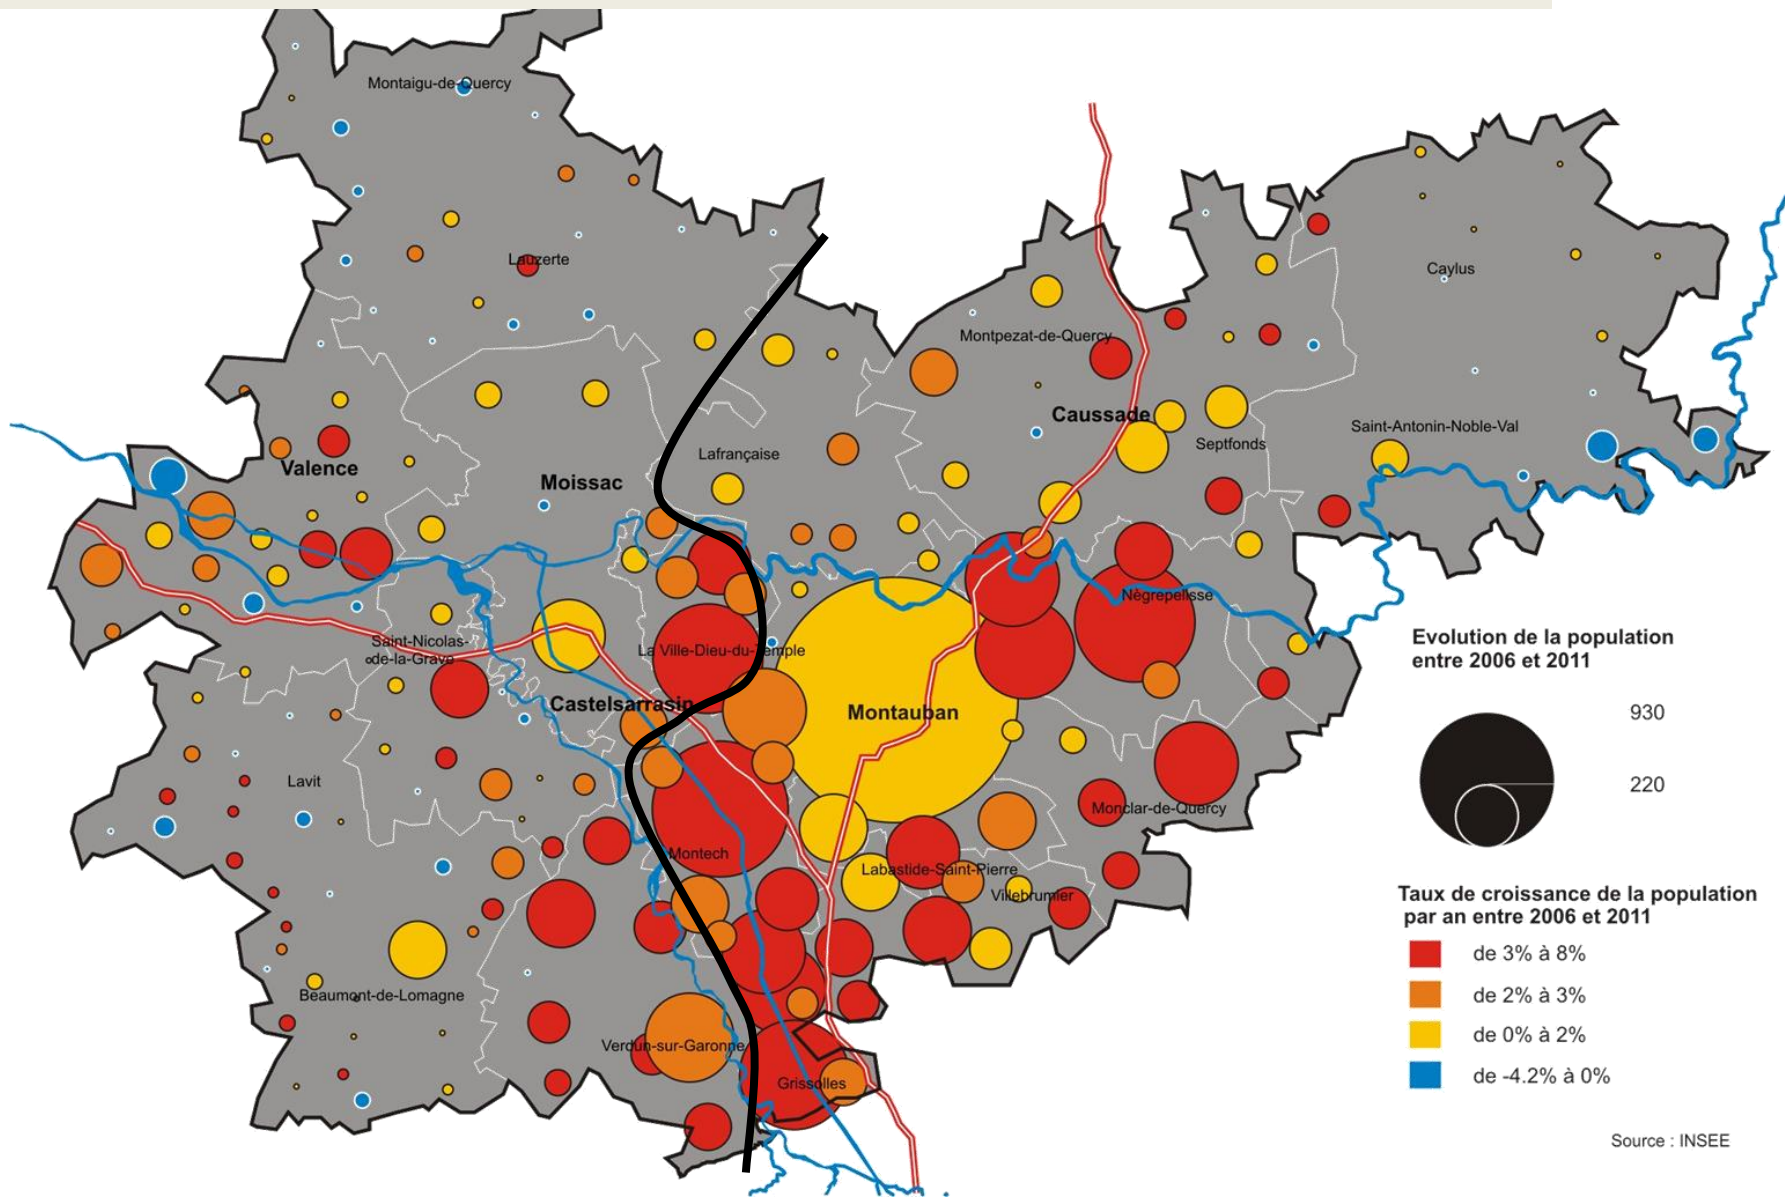 Montaigu-de-Quercy
Lauzerte
Caylus
Montpezat-de-Quercy
Caussade
Septfonds
Saint-Antonin-Noble-Val
Lafrançaise
Valence
Moissac
Nègrepelisse
Saint-Nicolas-
de-la-Grave
La Ville-Dieu-du-Temple
Castelsarrasin
Montauban
Lavit
Monclar-de-Quercy
Montech
Labastide-Saint-Pierre
Villebrumier
Beaumont-de-Lomagne
Verdun-sur-Garonne
Grissolles
Evolution de la population
entre 2006 et 2011
930
220
Taux de croissance de la population
par an entre 2006 et 2011
de 3% à 8%
de 2% à 3%
de 0% à 2%
de -4.2% à 0%
Source : INSEE